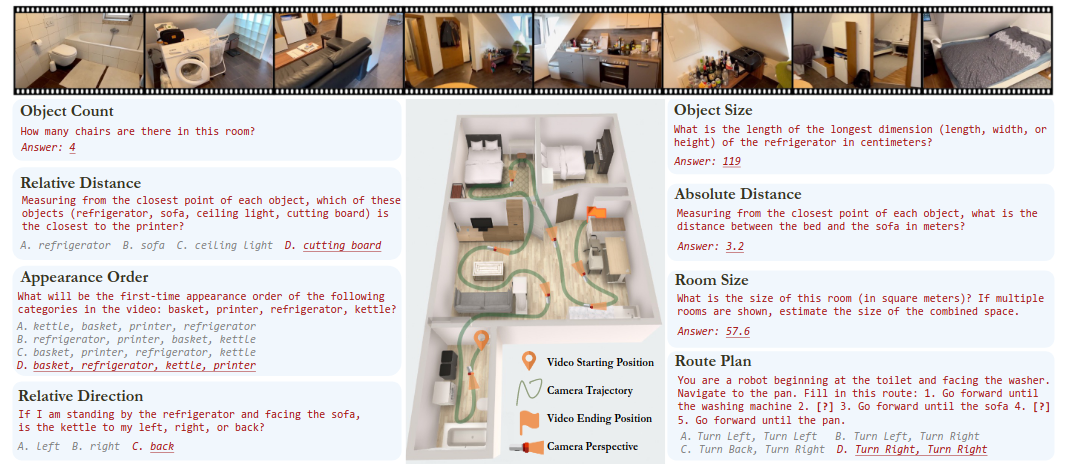 Object Count
How many chairs are there in this room?
Answer: 4
Relative Distance
Measuring from the closest point of each object, which of these
objects (refrigerator, sofa, ceiling light, cutting board) is
the closest to the printer?
A. refrigerator B. sofa C. ceiling light D. cutting board
Appearance Order
What will be the first-time appearance order of the following
categories in the video: basket, printer, refrigerator, kettle?
A. kettle, basket, printer, refrigerator
B. refrigerator, printer, basket, kettle
C. basket, printer, refrigerator, kettle
D. basket, refrigerator, kettle, printer
Relative Direction
If I am standing by the refrigerator and facing the sofa,
is the kettle to my left, right, or back?
A. left B. right C. back
Video Starting Position
Camera Trajectory
Video Ending Position
Camera Perspective
Object Size
What is the length of the longest dimension (length, width, or
height) of the refrigerator in centimeters?
Answer: 119
Absolute Distance
Measuring from the closest point of each object, what is the
distance between the bed and the sofa in meters?
Answer: 3.2
Room Size
What is the size of this room (in square meters)? If multiple
rooms are shown, estimate the size of the combined space.
Answer: 57.6
Route Plan
You are a robot beginning at the toilet and facing the washer.
Navigate to the pan. Fill in this route: 1. Go forward until
the washing machine 2. [?] 3. Go forward until the sofa 4. [?]
5. Go forward until the pan.
A. Turn Left, Turn Left B. Turn Left, Turn Right
C. Turn Back, Turn Right D. Turn Right, Turn Right